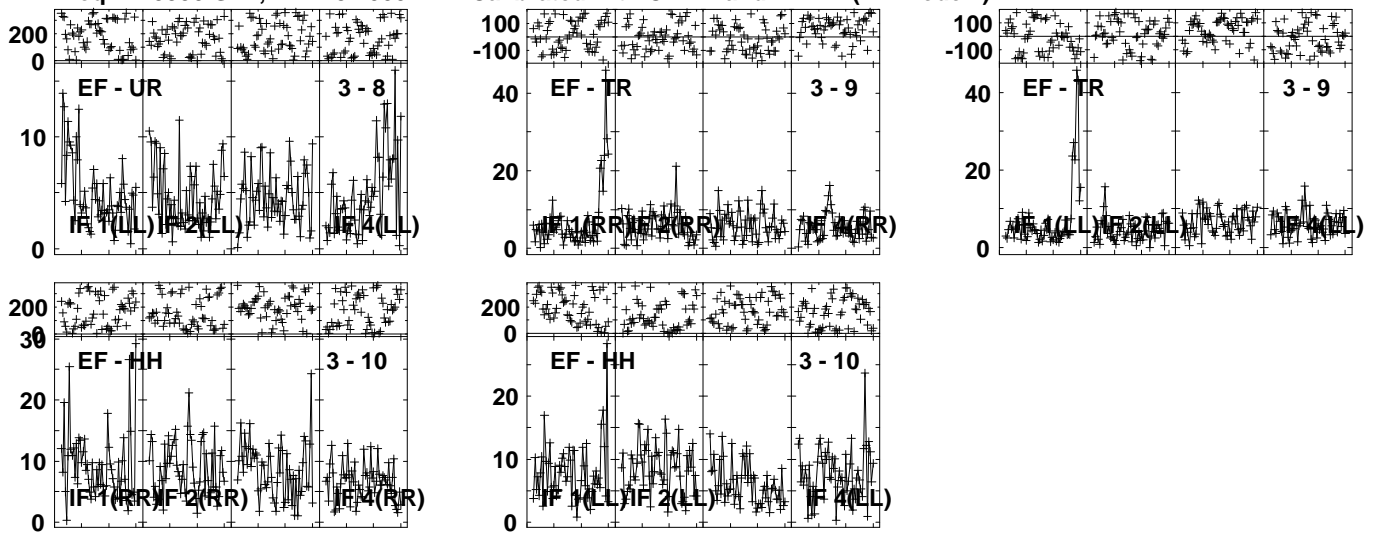 200
0
EF - UR 3 - 8
10
IF 1(LL) IF 2(LL) IF 4(LL)
0
100
-100
EF - TR 3 - 9
40
20
IF 1(RR) IF 2(RR) IF 4(RR)
0
100
-100
EF - TR 3 - 9
40
20
IF 1(LL) IF 2(LL) IF 4(LL)
0
200
0
30
EF - HH 3 - 10
20
10
IF 1(RR) IF 2(RR) IF 4(RR)
0
200
0
EF - HH 3 - 10
20
10
IF 1(LL) IF 2(LL) IF 4(LL)
0